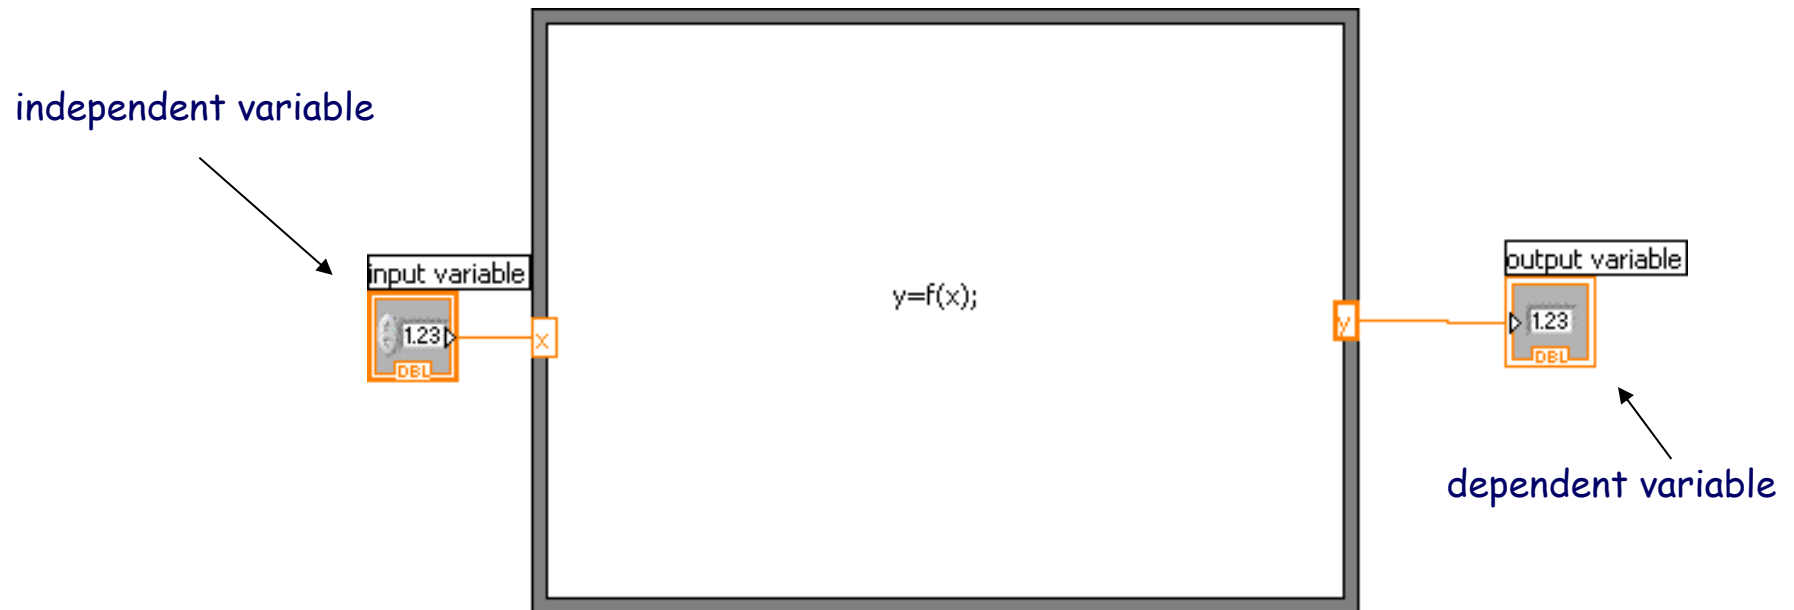 independent variable
input variable
1.23
DBL
x
y=f(x);
y
output variable
1.23
DBL
dependent variable